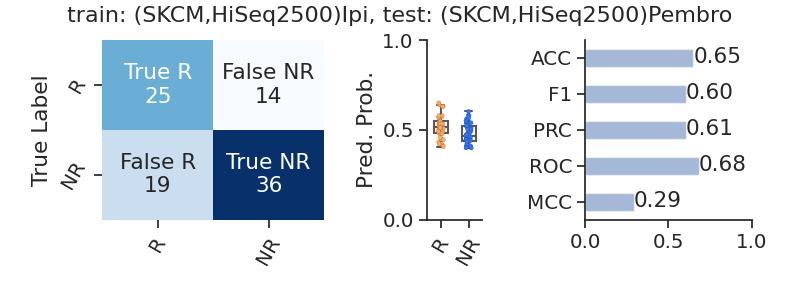 train: (SKCM,HiSeq2500)Ipi, test: (SKCM,HiSeq2500)Pembro
True Label
R
NR
True R
25
False NR
14
False R
19
True NR
36
R
NR
Pred. Prob.
1.0
0.5
0.0
R
NR
ACC
0.65
F1
0.60
PRC
0.61
ROC
0.68
MCC
0.29
0.0
0.5
1.0